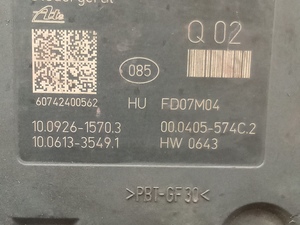 Ate
Q 02
085
60742400562 HU FD07M04
10.0926-1570.3 00.0405-574C.2
10.0613-3549.1 HW 0643
>PBT-GF30<